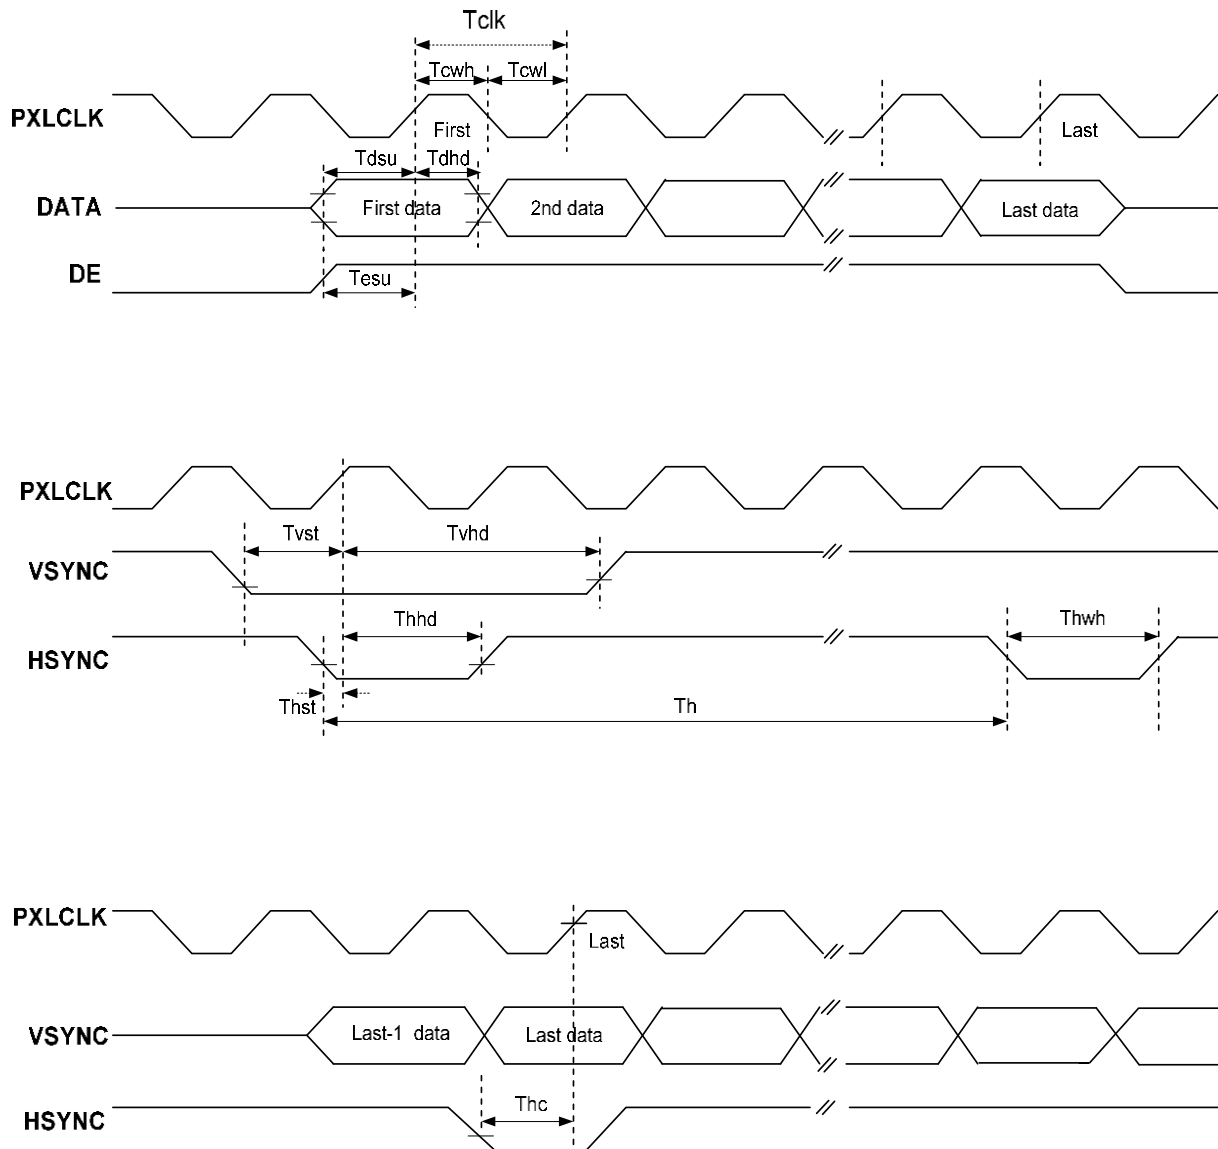 Tclk
Tcwh Tcwl
PXLCLK
First
Last
Tdsu Tdhd
DATA
First data
2nd data
Last data
DE
Tesu
PXLCLK
Tvst
Tvhd
VSYNC
Thhd
Thwh
HSYNC
Thst
Th
PXLCLK
Last
VSYNC
Last-1 data
Last data
Thc
HSYNC